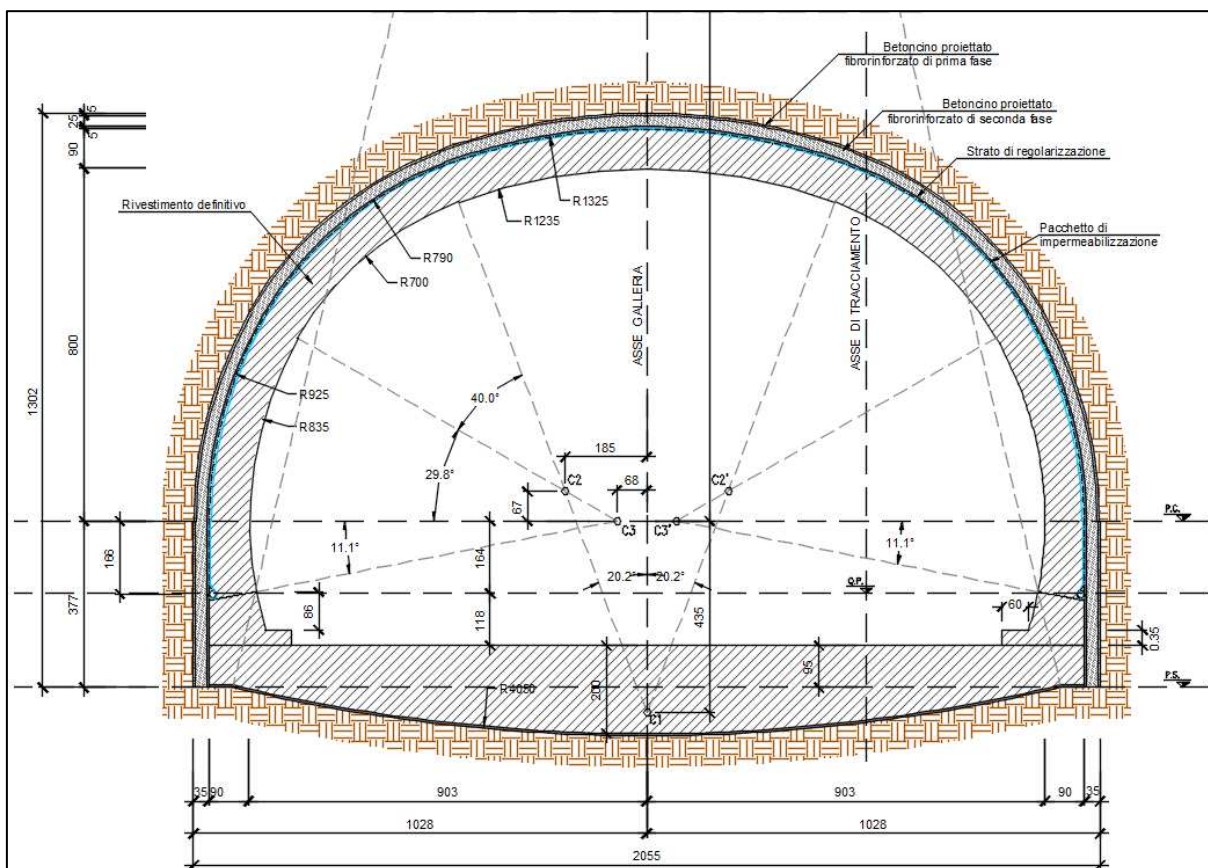 Betoncino proiettato
fibrorinforzato di prima fase
Betoncino proiettato
fibrorinforzato di seconda fase
Strato di regolarizzazione
Pacchetto di
impermeabilizzazione
Rivestimento definitivo
ASSE GALLERIA
ASSE DI TRACCIAMENTO
5
25
5
90
800
1302
377
166
R1325
R1235
R790
R700
R925
R835
40.0°
29.8°
185
68
67
C2
C2'
C3
C3'
P.C.
11.1°
11.1°
164
20.2°
20.2°
Q.P.
86
118
435
60
0.35
95
200
R4050
C1
P.S.
35
90
903
903
90
35
1028
1028
2055